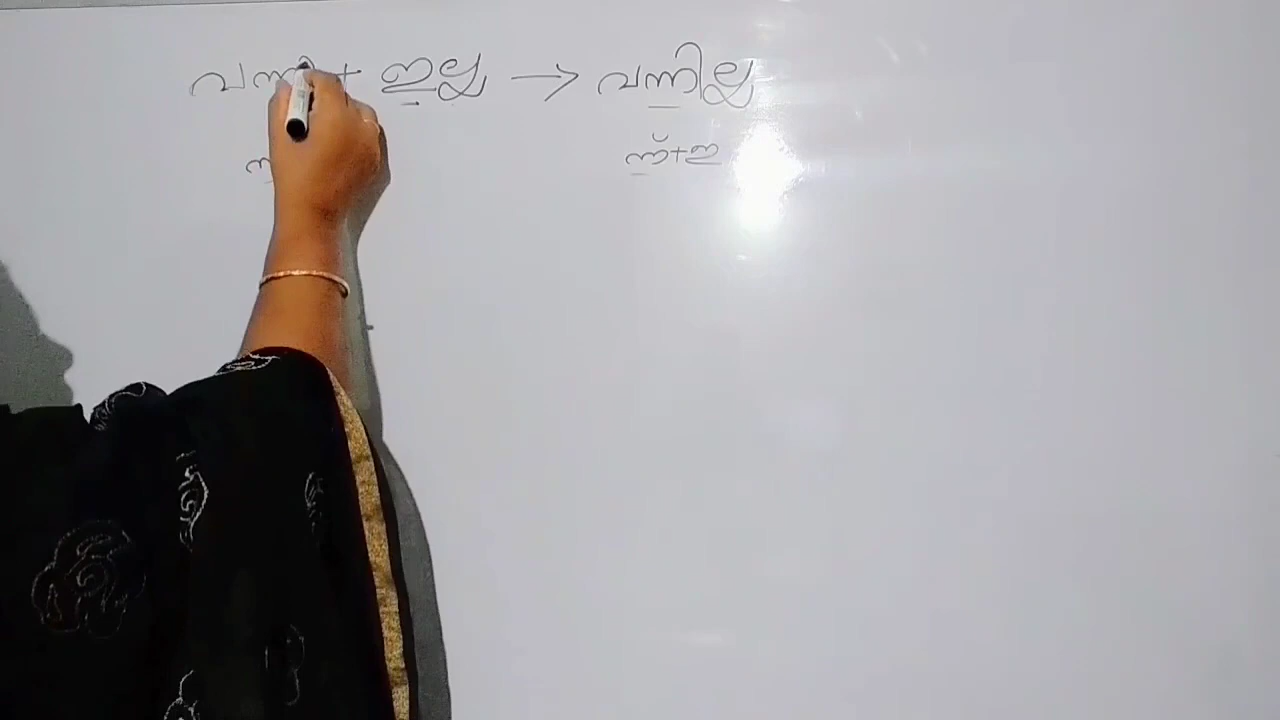 വന്ന് + ഇല്ല → വന്നില്ല
ന്ന്+ഇ